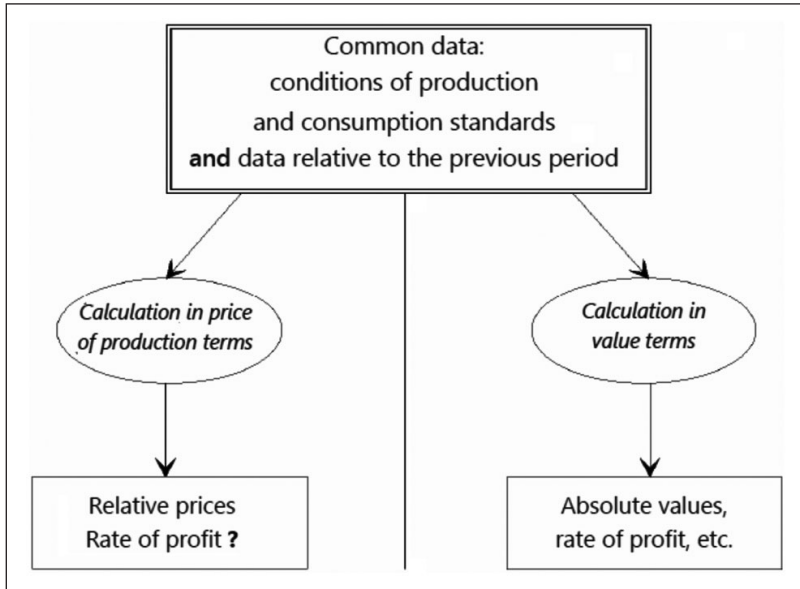 Common data:
conditions of production
and consumption standards
and data relative to the previous period
Calculation in price
of production terms
Calculation in
value terms
Relative prices
Rate of profit ?
Absolute values,
rate of profit, etc.